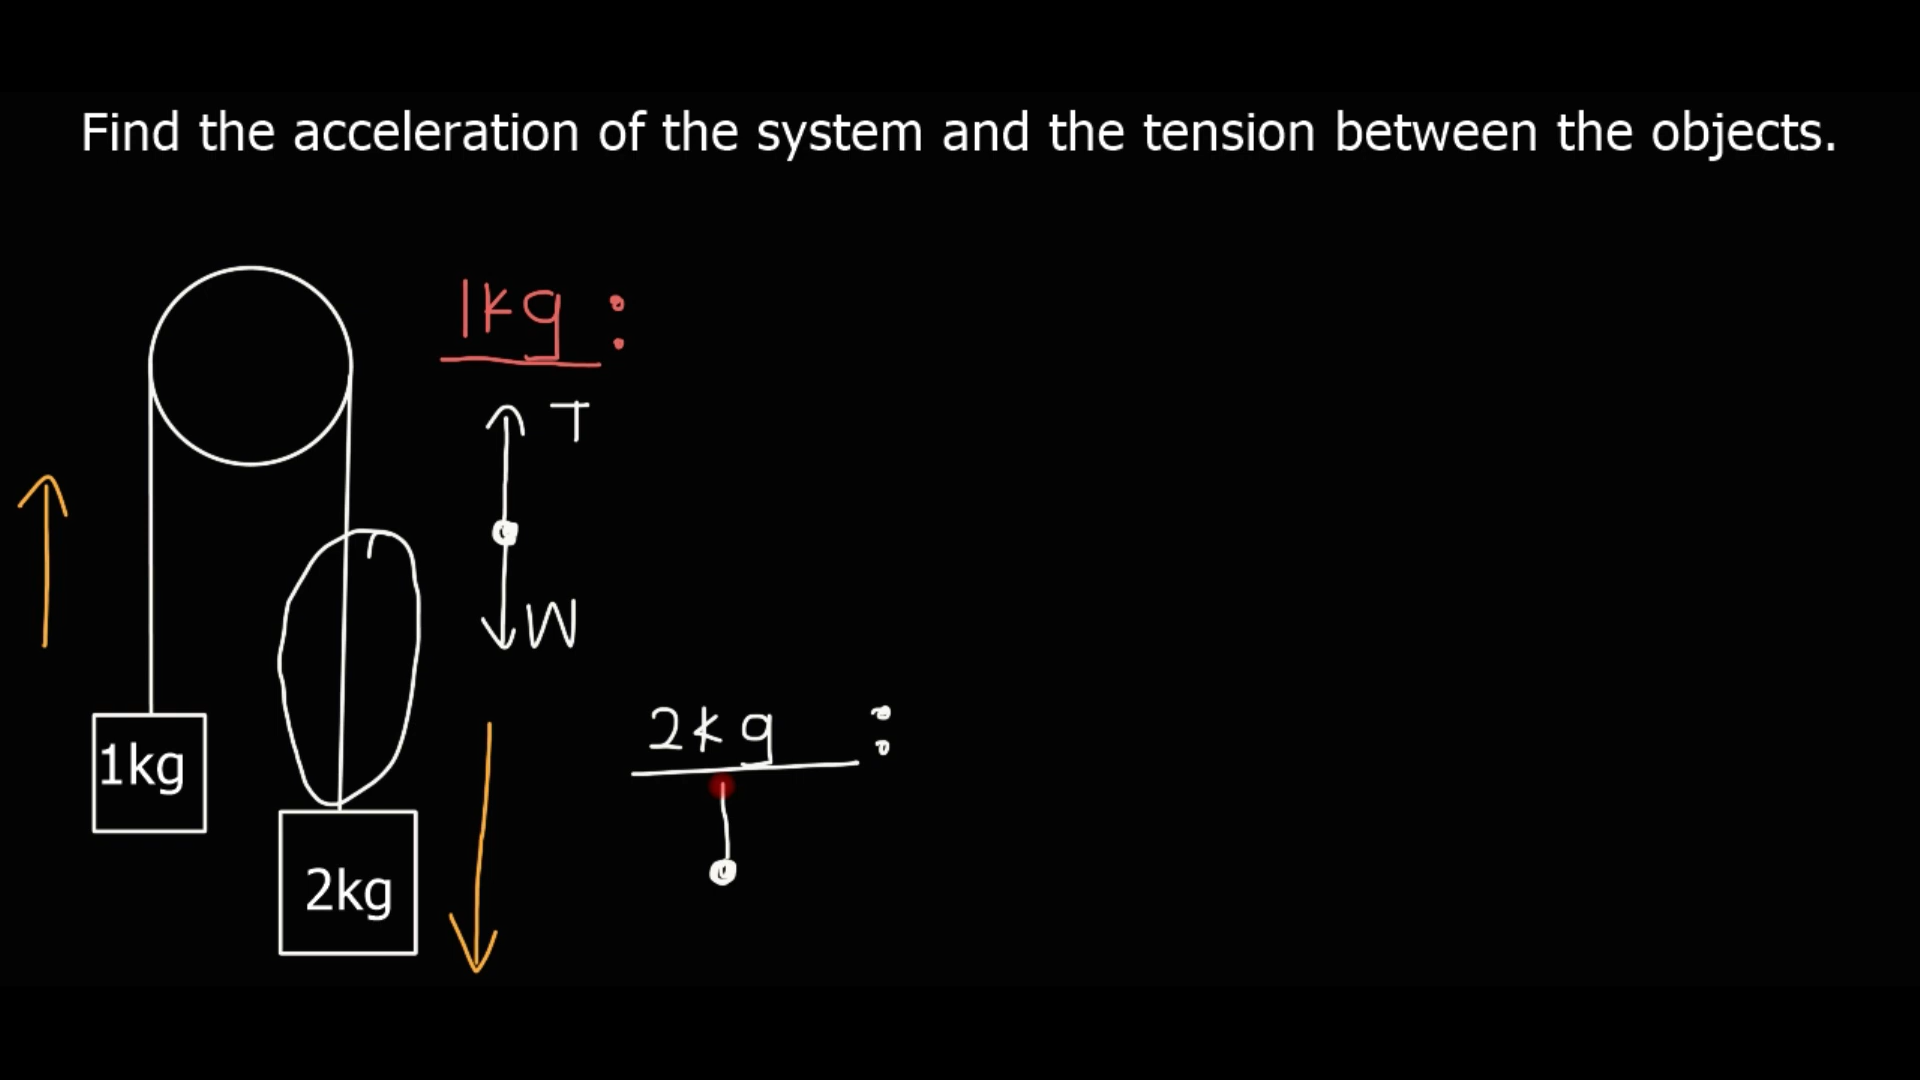 Find the acceleration of the system and the tension between the objects.
1kg :
T
W
2kg :
1kg
2kg